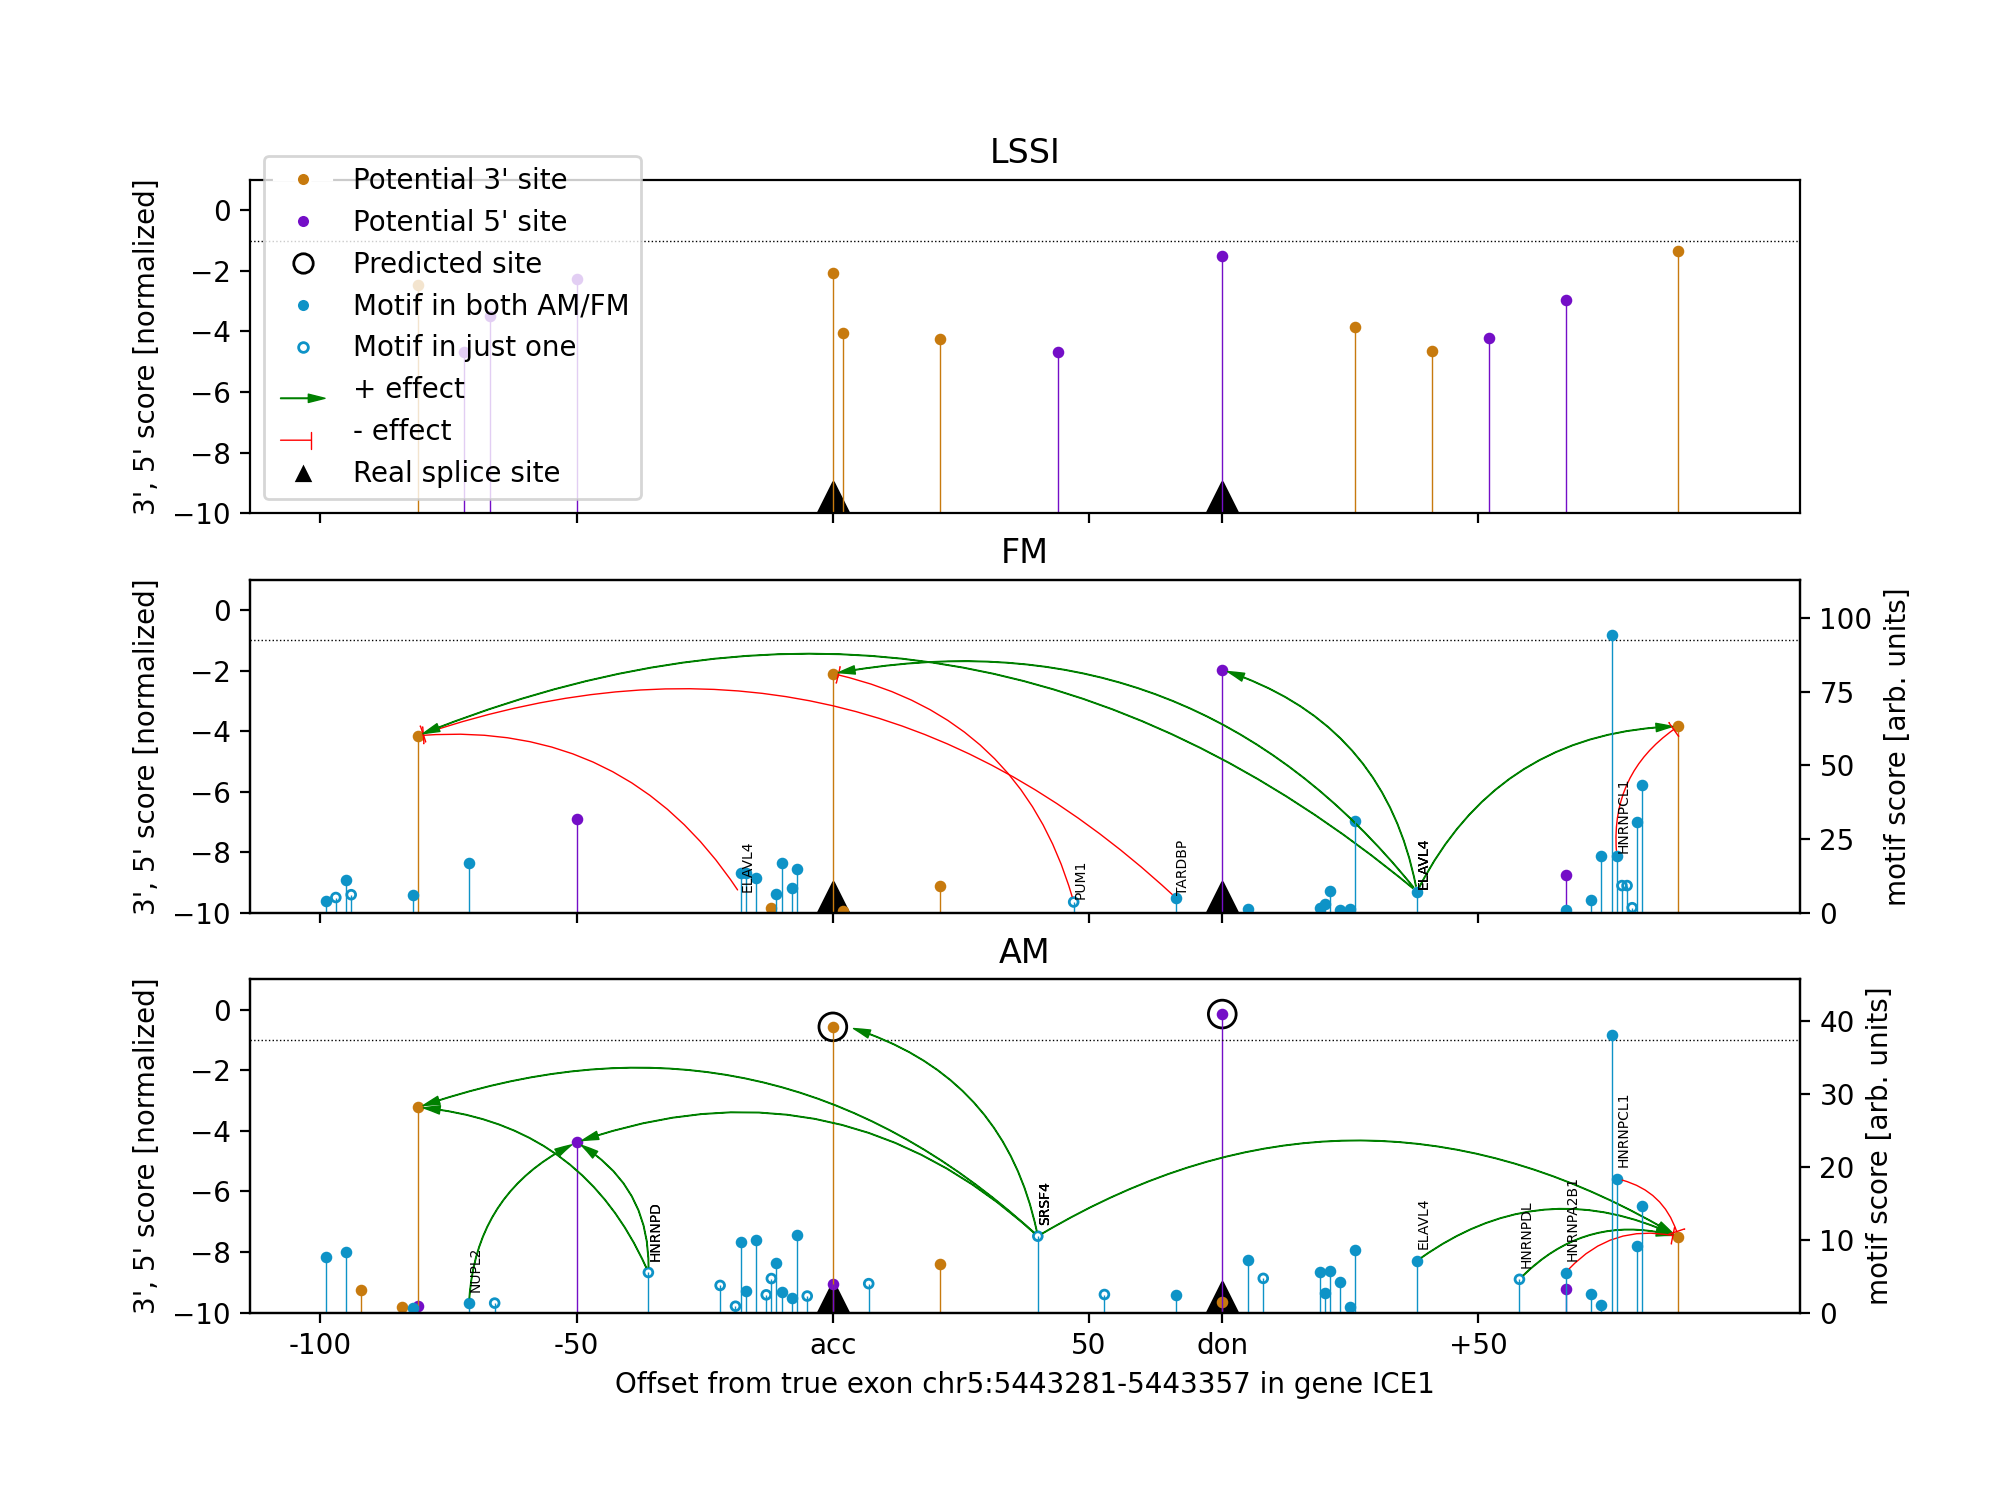 LSSI
3', 5' score [normalized]
0
−2
−4
−6
−8
−10
Potential 3' site
Potential 5' site
Predicted site
Motif in both AM/FM
Motif in just one
+ effect
- effect
Real splice site
FM
3', 5' score [normalized]
0
−2
−4
−6
−8
−10
ELAVL4
PUM1
TARDBP
ELAVL4
HNRNPCL1
100
75
50
25
0
motif score [arb. units]
AM
3', 5' score [normalized]
0
−2
−4
−6
−8
−10
NUPL2
HNRNPD
SRSF4
ELAVL4
HNRNPDL
HNRNPA2B1
HNRNPCL1
40
30
20
10
0
motif score [arb. units]
-100 -50 acc 50 don +50
Offset from true exon chr5:5443281-5443357 in gene ICE1